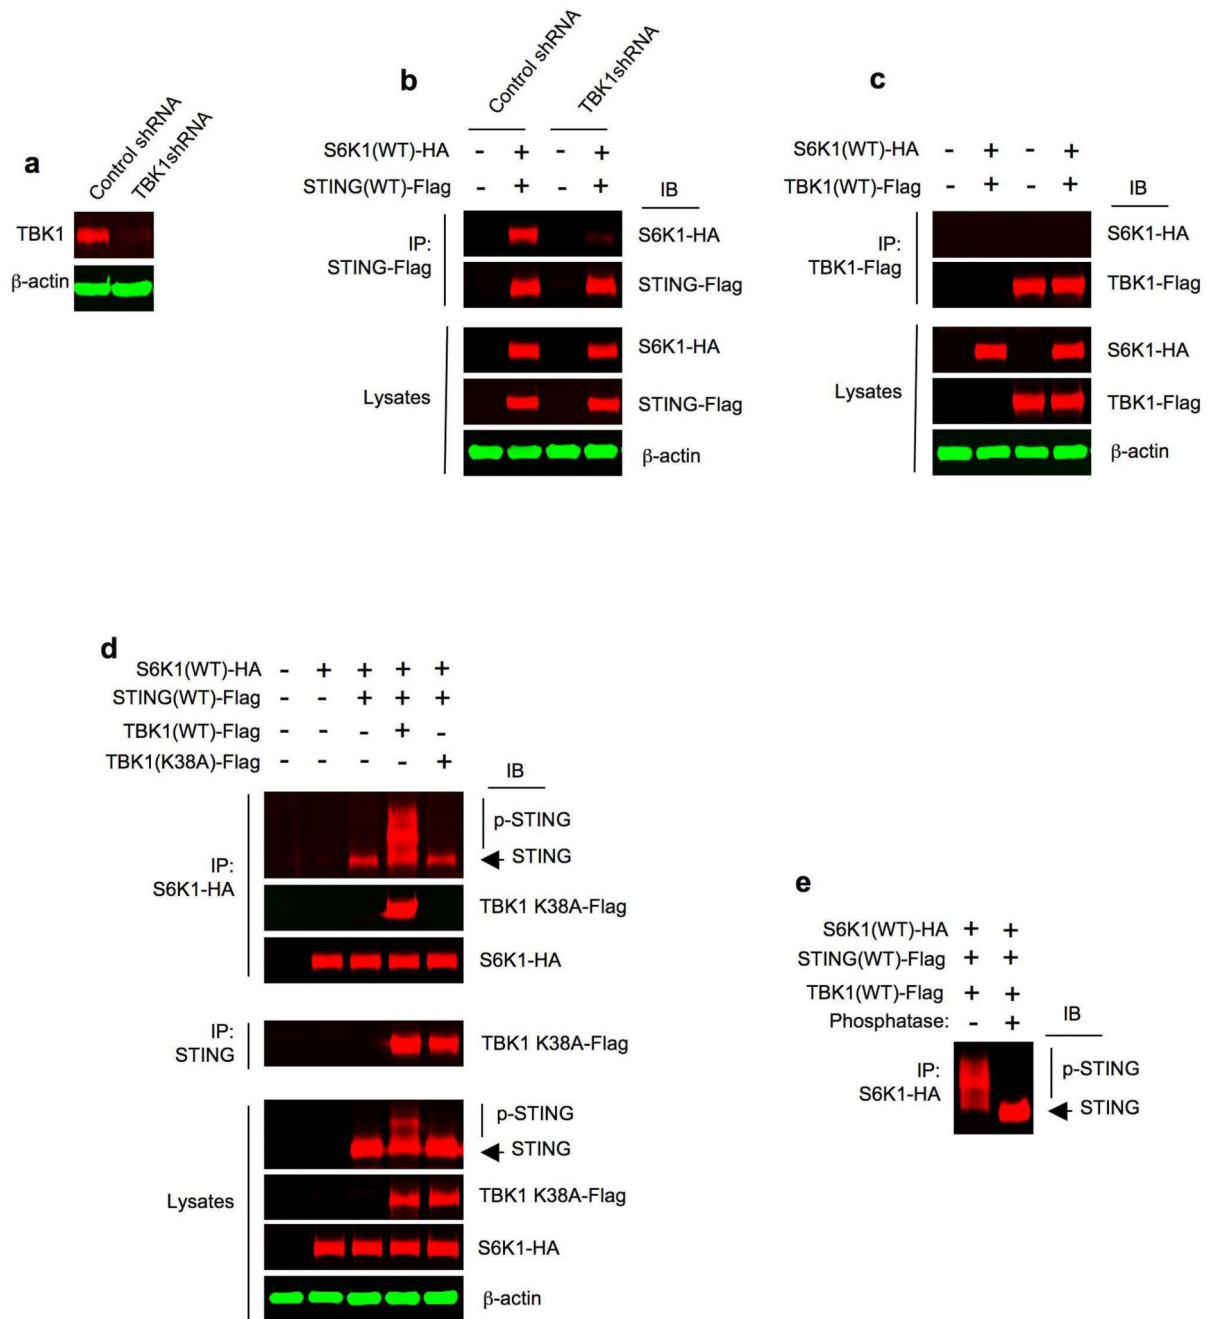 a
Control shRNA
TBK1shRNA
TBK1
β-actin
b
Control shRNA
TBK1shRNA
S6K1(WT)-HA - + - +
STING(WT)-Flag - + - +
IB
IP:
STING-Flag
S6K1-HA
STING-Flag
Lysates
S6K1-HA
STING-Flag
β-actin
c
S6K1(WT)-HA - + - +
TBK1(WT)-Flag - + - +
IB
IP:
TBK1-Flag
S6K1-HA
TBK1-Flag
Lysates
S6K1-HA
TBK1-Flag
β-actin
d
S6K1(WT)-HA - + + + +
STING(WT)-Flag - - + + +
TBK1(WT)-Flag - - - + -
TBK1(K38A)-Flag - - - - +
IB
IP:
S6K1-HA
p-STING
STING
TBK1 K38A-Flag
S6K1-HA
IP:
STING
TBK1 K38A-Flag
Lysates
p-STING
STING
TBK1 K38A-Flag
S6K1-HA
β-actin
e
S6K1(WT)-HA + +
STING(WT)-Flag + +
TBK1(WT)-Flag + +
Phosphatase: - +
IB
IP:
S6K1-HA
p-STING
STING